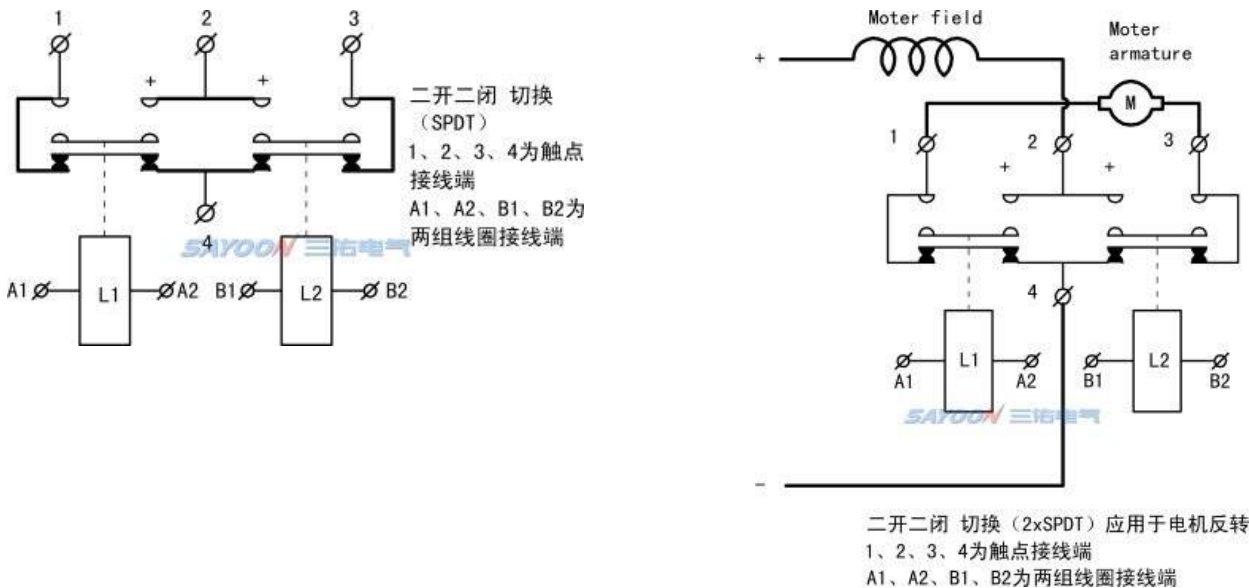 1 2 3
+ +
二开二闭 切换
(SPDT)
1、2、3、4为触点
接线端
A1、A2、B1、B2为
两组线圈接线端
4
SAYOON 三佑电气
A1 L1 A2 B1 L2 B2
Moter field
Moter
armature
+
M
1 2 3
+ +
4
L1 L2
A1 A2 B1 B2
SAYOON 三佑电气
-
二开二闭 切换（2xSPDT）应用于电机反转
1、2、3、4为触点接线端
A1、A2、B1、B2为两组线圈接线端